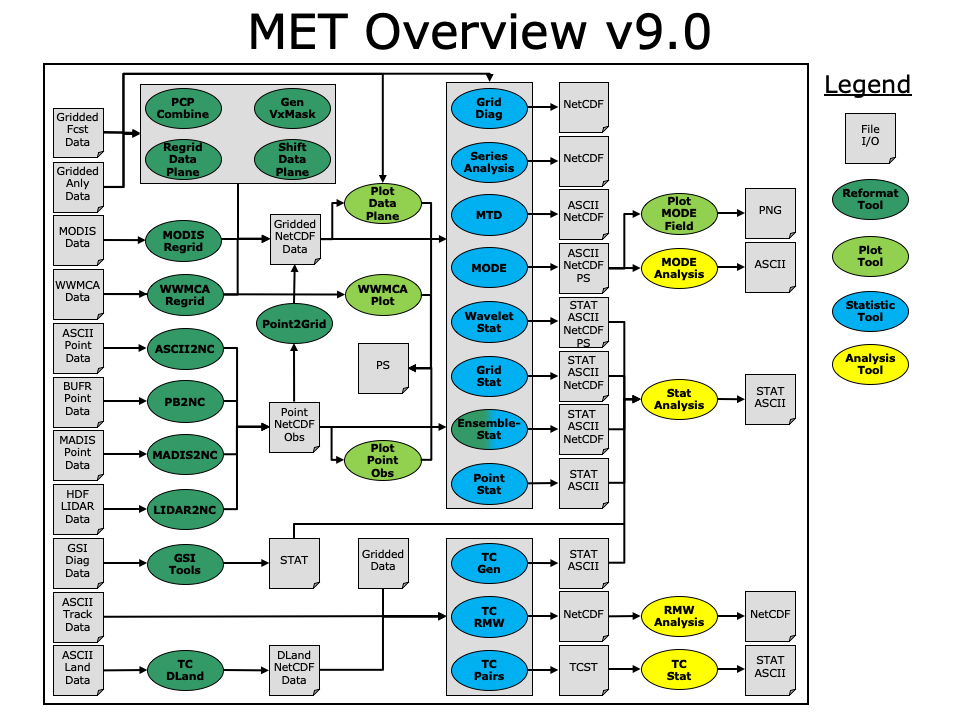 MET Overview v9.0
Legend
File
I/O
Reformat
Tool
Plot
Tool
Statistic
Tool
Analysis
Tool
Gridded
Fcst
Data
Gridded
Anly
Data
MODIS
Data
WWMCA
Data
ASCII
Point
Data
BUFR
Point
Data
MADIS
Point
Data
HDF
LIDAR
Data
GSI
Diag
Data
ASCII
Track
Data
ASCII
Land
Data
PCP
Combine
Gen
VxMask
Regrid
Data
Plane
Shift
Data
Plane
MODIS
Regrid
WWMCA
Regrid
ASCII2NC
PB2NC
MADIS2NC
LIDAR2NC
GSI
Tools
TC
DLand
Gridded
NetCDF
Data
Point2Grid
Point
NetCDF
Obs
STAT
DLand
NetCDF
Data
Plot
Data
Plane
WWMCA
Plot
PS
Plot
Point
Obs
Gridded
Data
Grid
Diag
Series
Analysis
MTD
MODE
Wavelet
Stat
Grid
Stat
Ensemble-
Stat
Point
Stat
TC
Gen
TC
RMW
TC
Pairs
NetCDF
NetCDF
ASCII
NetCDF
ASCII
NetCDF
PS
STAT
ASCII
NetCDF
PS
STAT
ASCII
NetCDF
STAT
ASCII
NetCDF
STAT
ASCII
STAT
ASCII
NetCDF
TCST
Plot
MODE
Field
MODE
Analysis
Stat
Analysis
RMW
Analysis
TC
Stat
PNG
ASCII
STAT
ASCII
NetCDF
STAT
ASCII